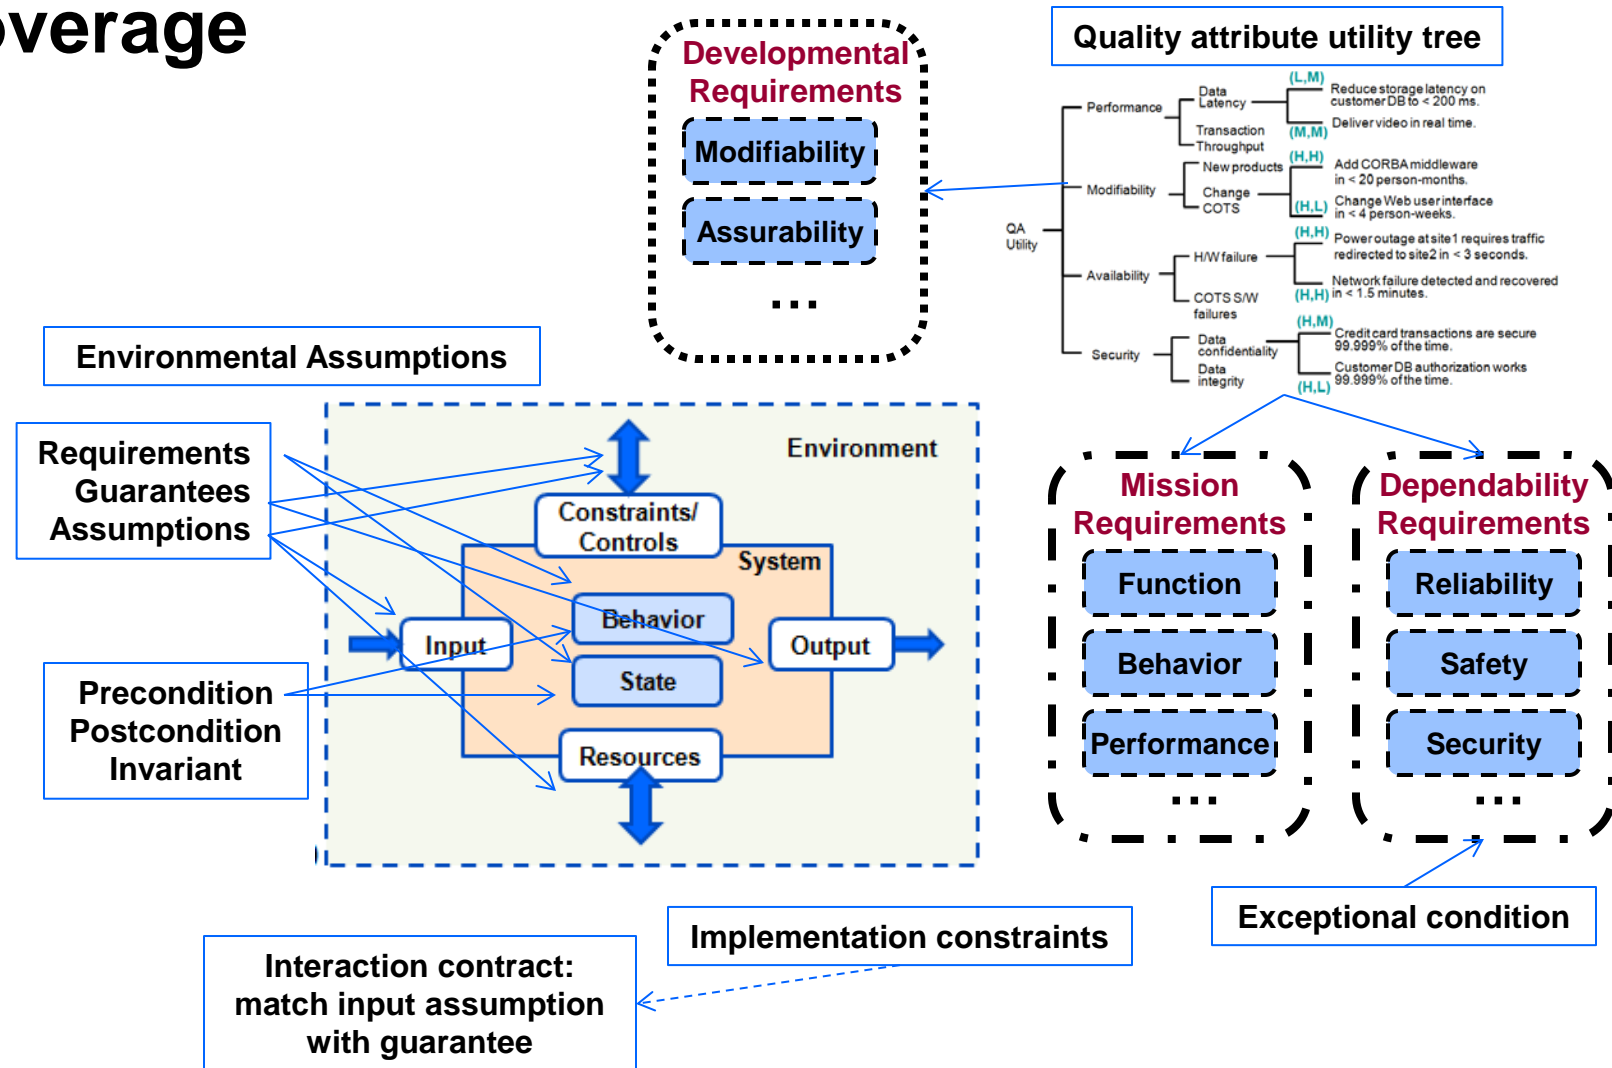 overage
Developmental
Requirements
Modifiability
Assurability
...
Quality attribute utility tree
QA
Utility
Performance
Data
Latency
(L,M)
Reduce storage latency on
customer DB to < 200 ms.
Deliver video in real time.
(M,M)
Transaction
Throughput
Modifiability
New products
Change
COTS
(H,H)
Add CORBA middleware
in < 20 person-months.
(H,L)
Change Web user interface
in < 4 person-weeks.
Availability
H/W failure
COTS S/W
failures
(H,H)
Power outage at site1 requires traffic
redirected to site2 in < 3 seconds.
Network failure detected and recovered
in < 1.5 minutes.
(H,H)
Security
Data
confidentiality
Data
integrity
(H,M)
Credit card transactions are secure
99.999% of the time.
Customer DB authorization works
99.999% of the time.
(H,L)
Environmental Assumptions
Requirements
Guarantees
Assumptions
Precondition
Postcondition
Invariant
Environment
Constraints/
Controls
System
Behavior
State
Input
Output
Resources
Mission
Requirements
Function
Behavior
Performance
...
Dependability
Requirements
Reliability
Safety
Security
...
Exceptional condition
Implementation constraints
Interaction contract:
match input assumption
with guarantee